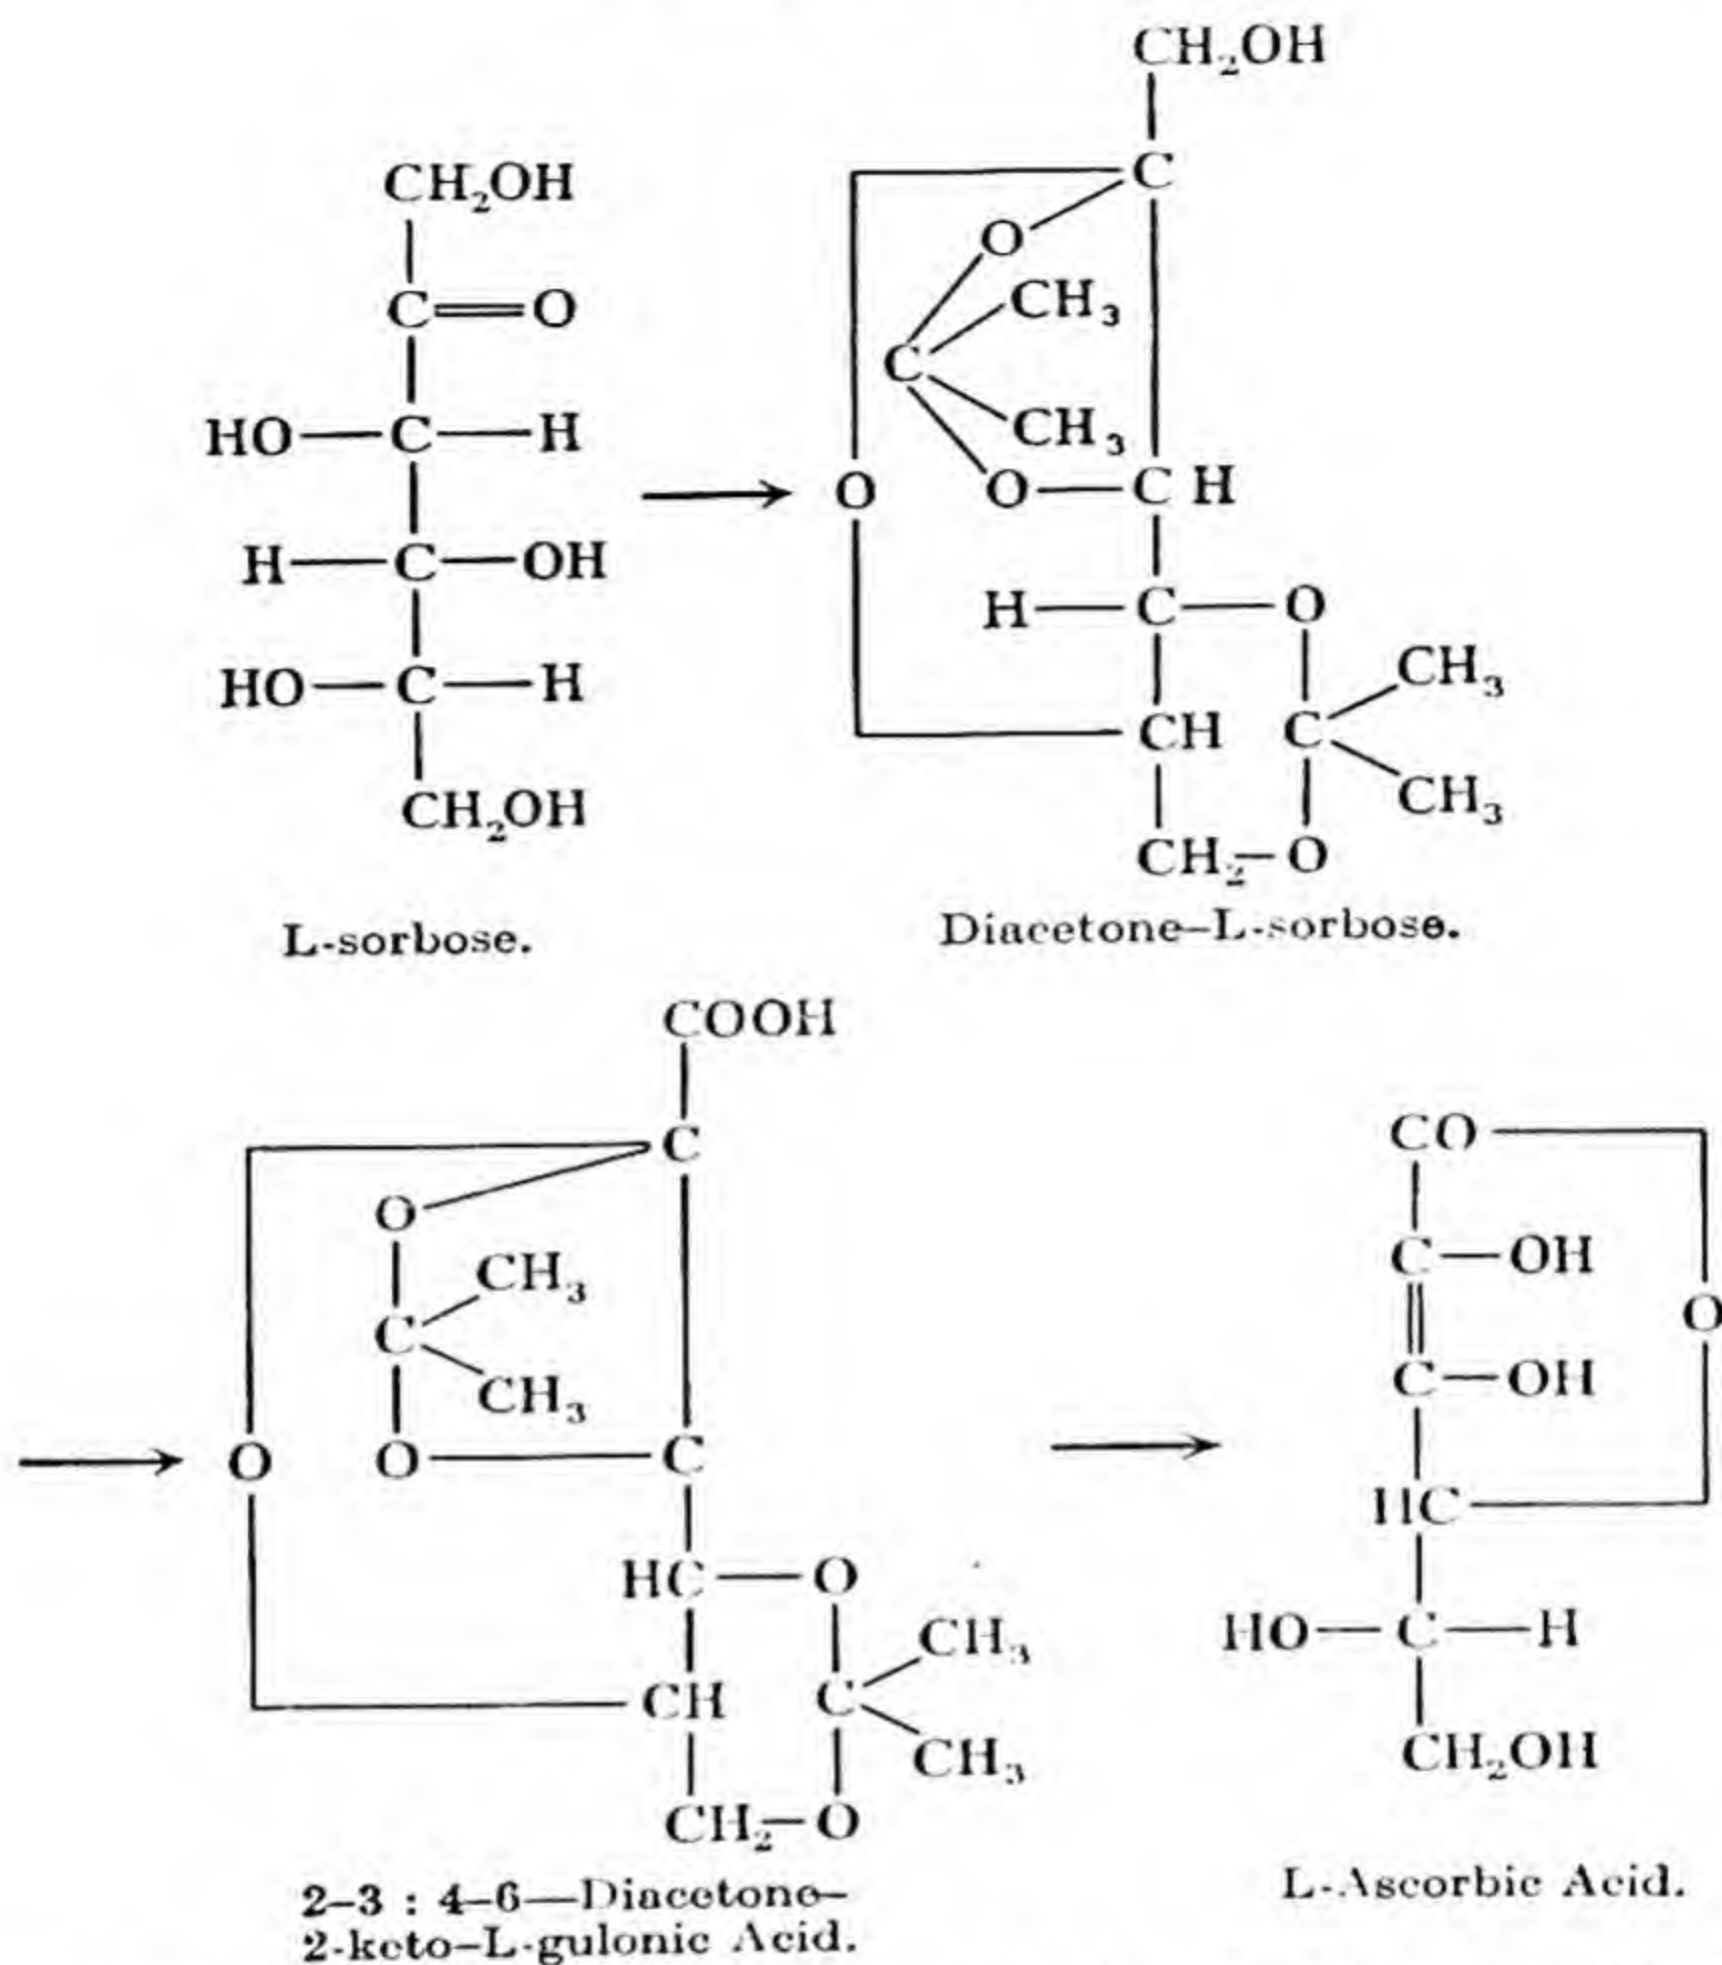 CH₂OH
C=O
HO—C—H
H—C—OH
HO—C—H
CH₂OH
L-sorbose.
CH₂OH
C
O
CH₃
C
CH₃
O O—C H
H—C—O
CH₃
CH C
CH₃
CH₂—O
Diacetone–L-sorbose.
COOH
C
O
CH₃
C
CH₃
O O—C
HC—O
CH₃
CH C
CH₃
CH₂—O
2–3 : 4–6—Diacetone–
2-keto–L-gulonic Acid.
CO
C—OH
O
C—OH
HC
HO—C—H
CH₂OH
L-Ascorbic Acid.